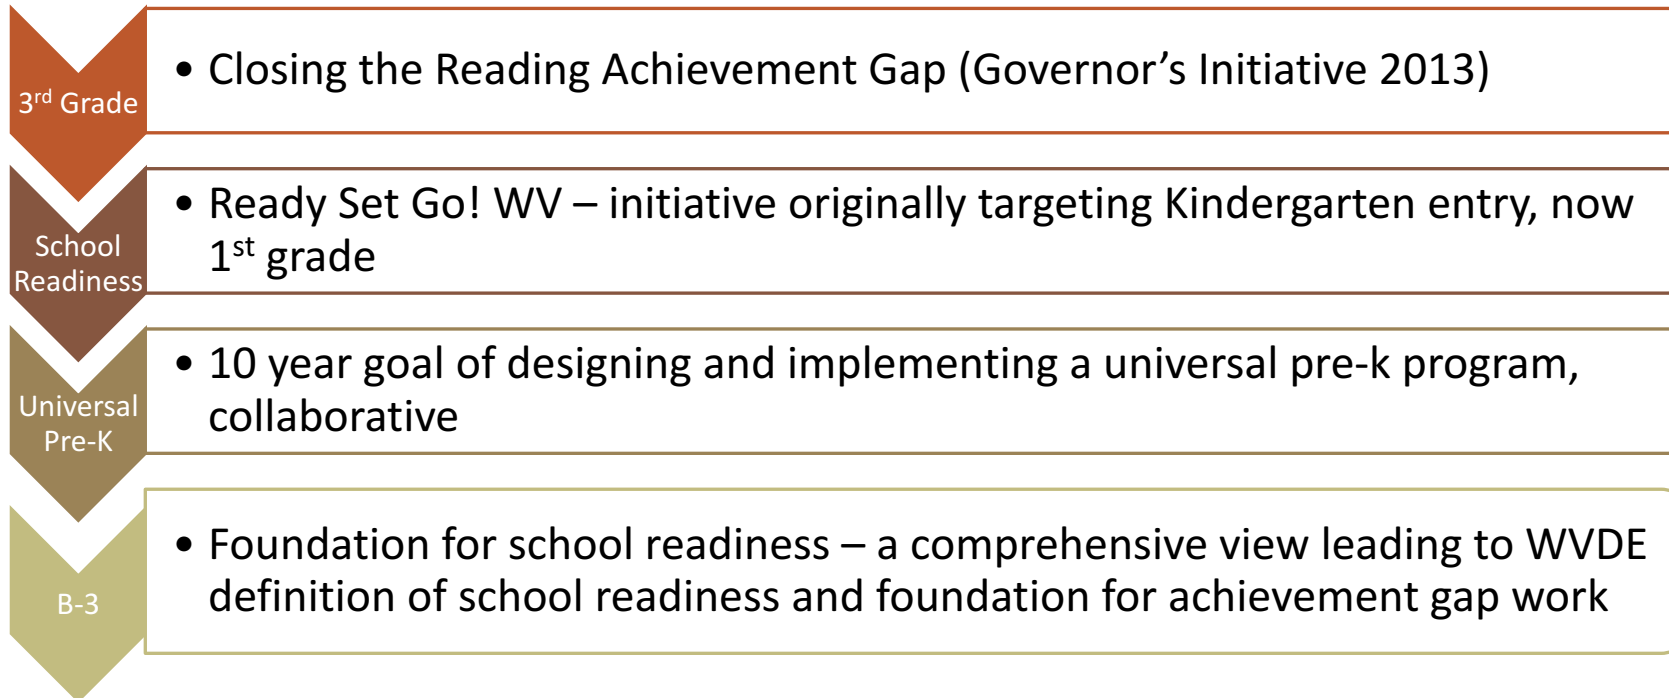 3rd Grade
• Closing the Reading Achievement Gap (Governor’s Initiative 2013)
School
Readiness
• Ready Set Go! WV – initiative originally targeting Kindergarten entry, now
1st grade
Universal
Pre-K
• 10 year goal of designing and implementing a universal pre-k program,
collaborative
B-3
• Foundation for school readiness – a comprehensive view leading to WVDE
definition of school readiness and foundation for achievement gap work